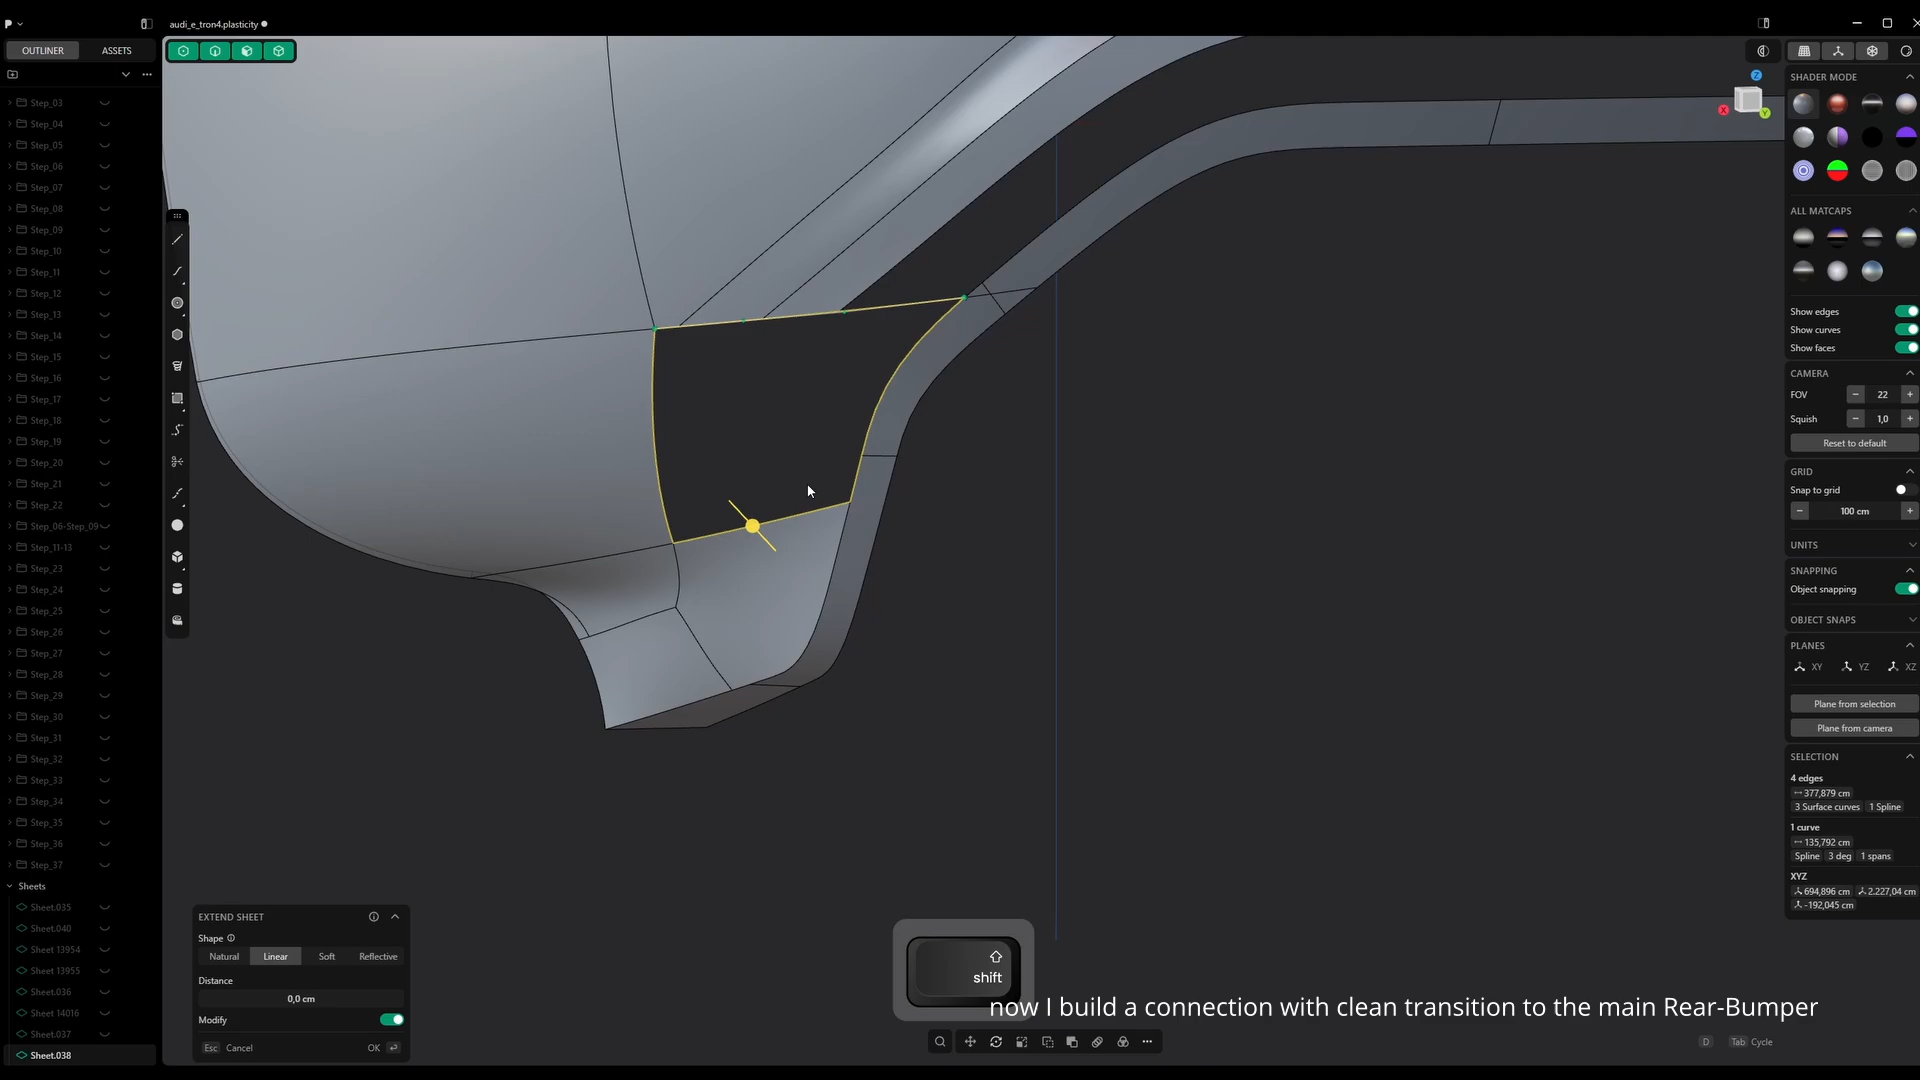 audi_e_tron4.plasticity
OUTLINER
ASSETS
Step_03
Step_04
Step_05
Step_06
Step_07
Step_08
Step_09
Step_10
Step_11
Step_12
Step_13
Step_14
Step_15
Step_16
Step_17
Step_18
Step_19
Step_20
Step_21
Step_22
Step_06-Step_09
Step_11-13
Step_23
Step_24
Step_25
Step_26
Step_27
Step_28
Step_29
Step_30
Step_31
Step_32
Step_33
Step_34
Step_35
Step_36
Step_37
Sheets
Sheet.035
Sheet.040
Sheet 13954
Sheet 13955
Sheet.036
Sheet 14016
Sheet.037
Sheet.038
EXTEND SHEET
Shape
Natural Linear Soft Reflective
Distance
0,0 cm
Modify
Esc Cancel OK
shift
now I build a connection with clean transition to the main Rear-Bumper
D Tab Cycle
Z
X
Y
SHADER MODE
ALL MATCAPS
Show edges
Show curves
Show faces
CAMERA
FOV − 22 +
Squish − 1,0 +
Reset to default
GRID
Snap to grid
− 100 cm +
UNITS
SNAPPING
Object snapping
OBJECT SNAPS
PLANES
XY YZ XZ
Plane from selection
Plane from camera
SELECTION
4 edges
377,879 cm
3 Surface curves 1 Spline
1 curve
135,792 cm
Spline 3 deg 1 spans
XYZ
694,896 cm 2.227,04 cm
-192,045 cm